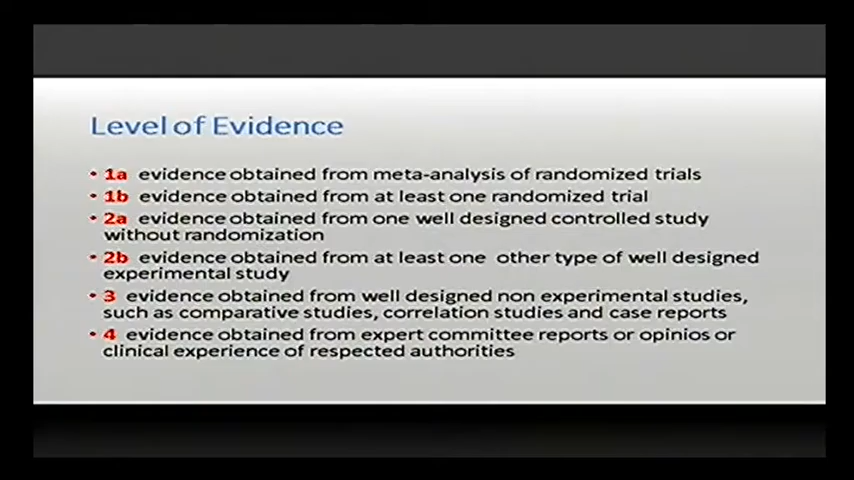 Level of Evidence
• 1a evidence obtained from meta-analysis of randomized trials
• 1b evidence obtained from at least one randomized trial
• 2a evidence obtained from one well designed controlled study
without randomization
• 2b evidence obtained from at least one other type of well designed
experimental study
• 3 evidence obtained from well designed non experimental studies,
such as comparative studies, correlation studies and case reports
• 4 evidence obtained from expert committee reports or opinios or
clinical experience of respected authorities